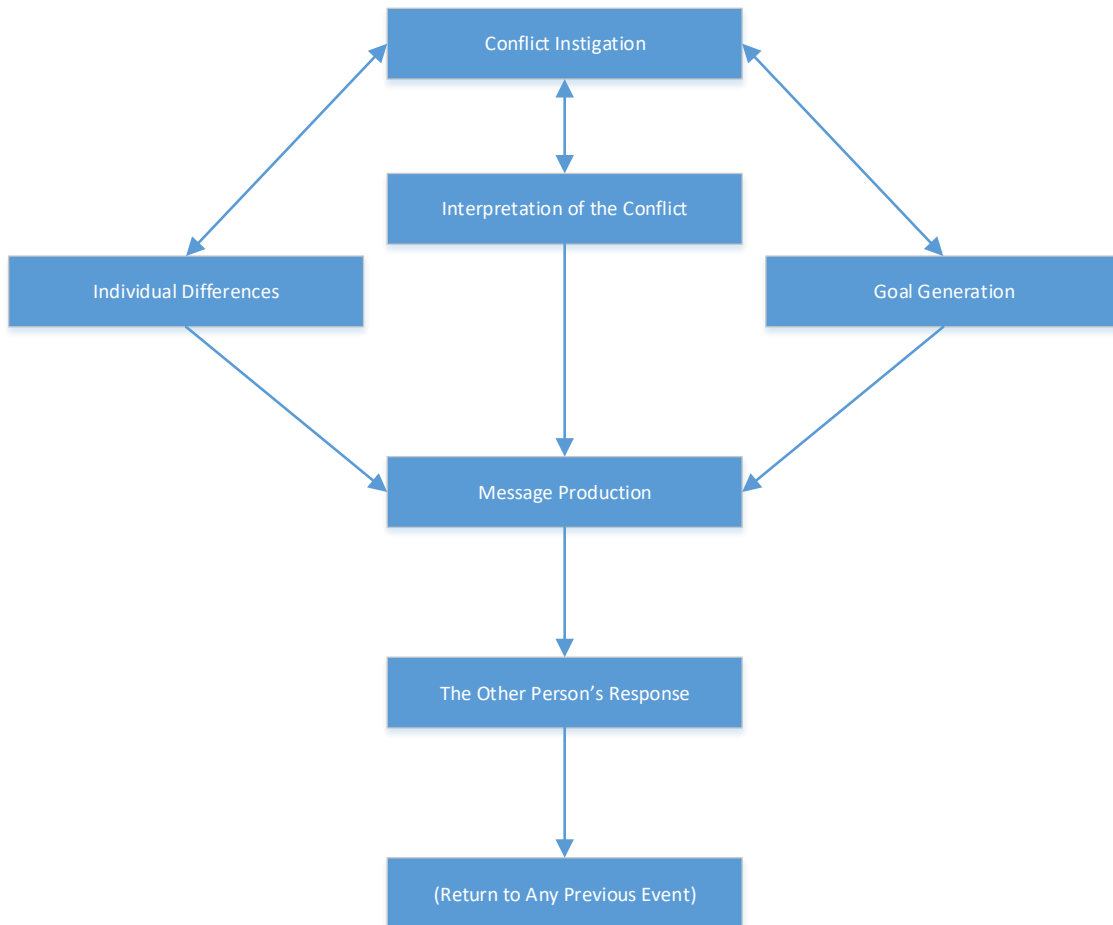 Conflict Instigation
Interpretation of the Conflict
Individual Differences
Goal Generation
Message Production
The Other Person’s Response
(Return to Any Previous Event)